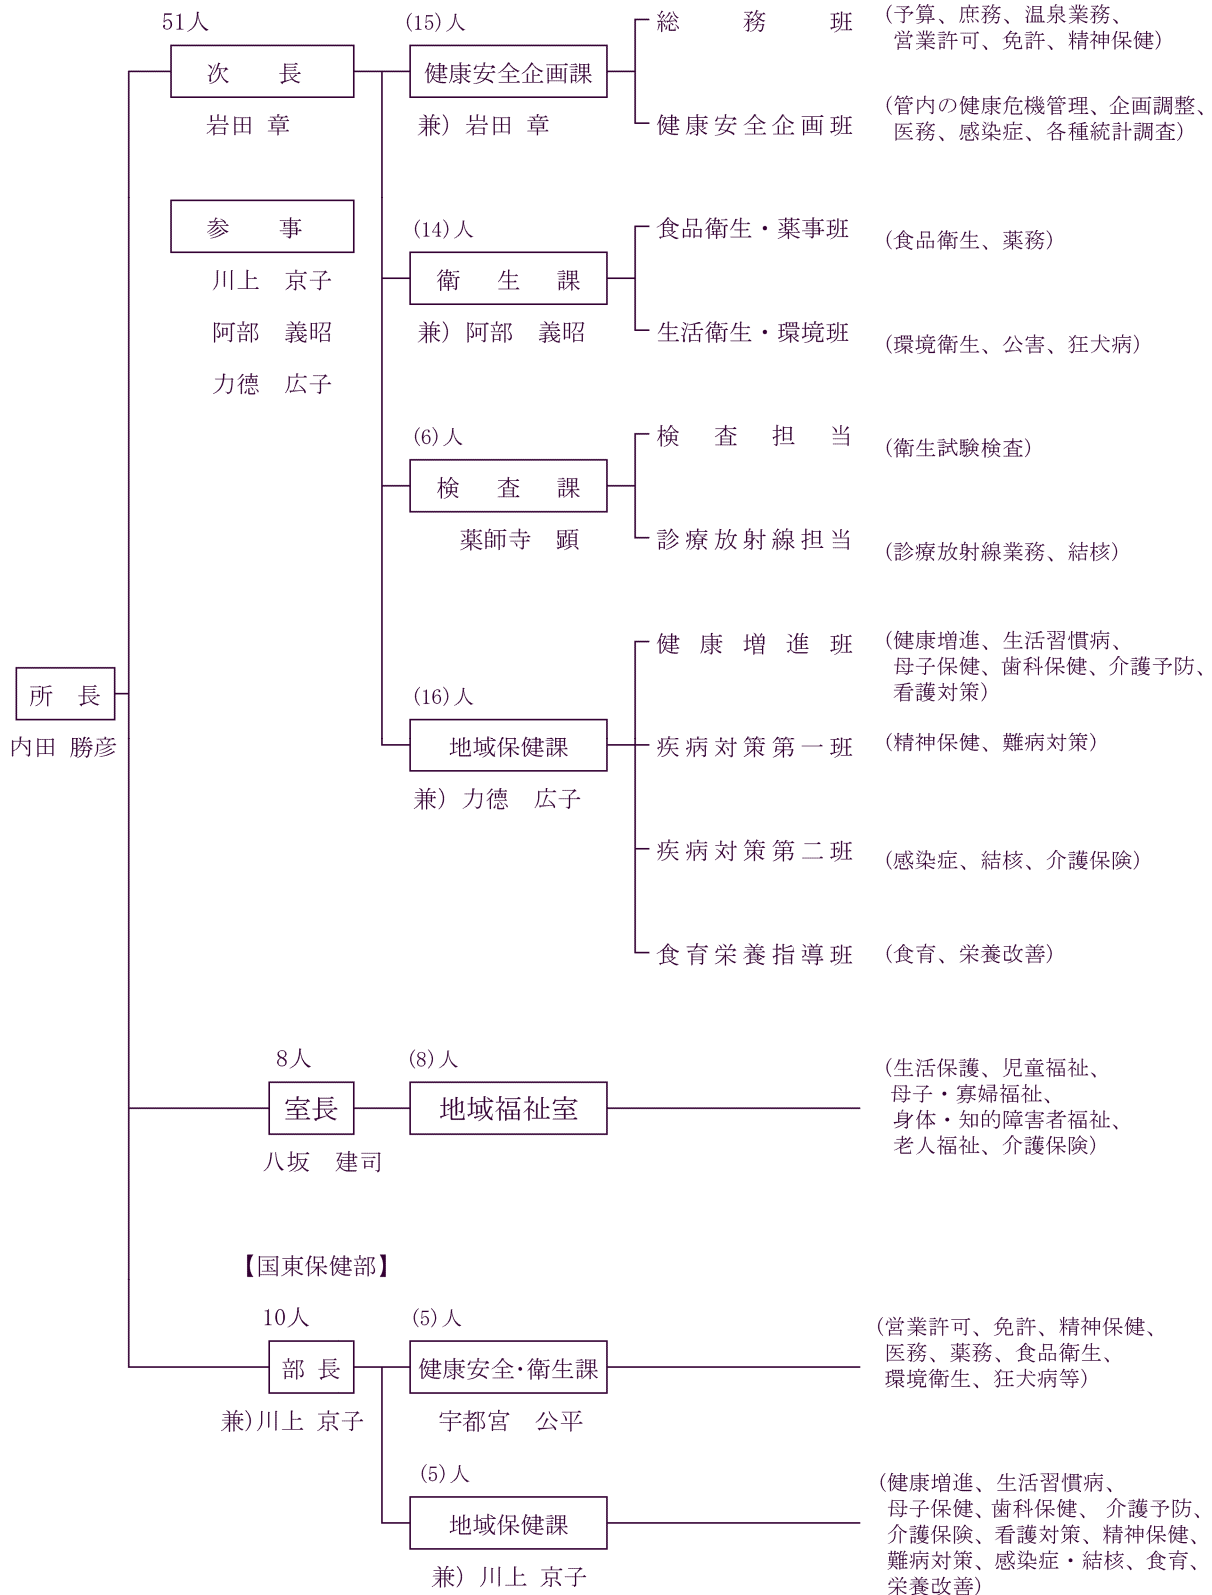 51人
次　長
岩田 章
参　事
川上　京子
阿部　義昭
力德　広子
所　長
内田 勝彦
(15)人
健康安全企画課
兼）岩田 章
総　務　班
(予算、庶務、温泉業務、
営業許可、免許、精神保健)
健康安全企画班
(管内の健康危機管理、企画調整、
医務、感染症、各種統計調査)
(14)人
衛　生　課
兼）阿部　義昭
食品衛生・薬事班
(食品衛生、薬務)
生活衛生・環境班
(環境衛生、公害、狂犬病)
(6)人
検　査　課
薬師寺　顕
検　査　担　当
(衛生試験検査)
診療放射線担当
(診療放射線業務、結核)
(16)人
地域保健課
兼）力德　広子
健　康　増　進　班
(健康増進、生活習慣病、
母子保健、歯科保健、介護予防、
看護対策)
疾病対策第一班
(精神保健、難病対策)
疾病対策第二班
(感染症、結核、介護保険)
食育栄養指導班
(食育、栄養改善)
8人
室長
八坂　建司
(8)人
地域福祉室
(生活保護、児童福祉、
母子・寡婦福祉、
身体・知的障害者福祉、
老人福祉、介護保険)
【国東保健部】
10人
部 長
兼)川上 京子
(5)人
健康安全・衛生課
宇都宮　公平
(営業許可、免許、精神保健、
医務、薬務、食品衛生、
環境衛生、狂犬病等)
(5)人
地域保健課
兼）川上 京子
(健康増進、生活習慣病、
母子保健、歯科保健、介護予防、
介護保険、看護対策、精神保健、
難病対策、感染症・結核、食育、
栄養改善)